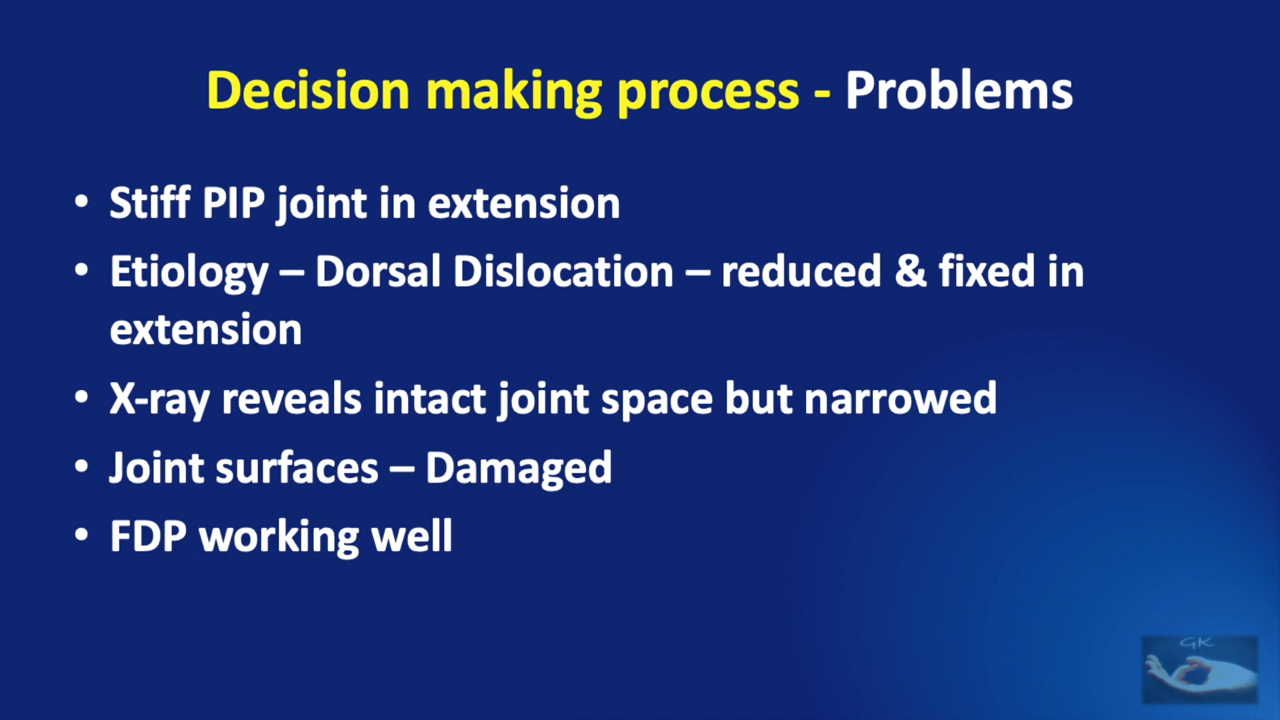 Decision making process - Problems
• Stiff PIP joint in extension
• Etiology – Dorsal Dislocation – reduced & fixed in
extension
• X-ray reveals intact joint space but narrowed
• Joint surfaces – Damaged
• FDP working well
GK